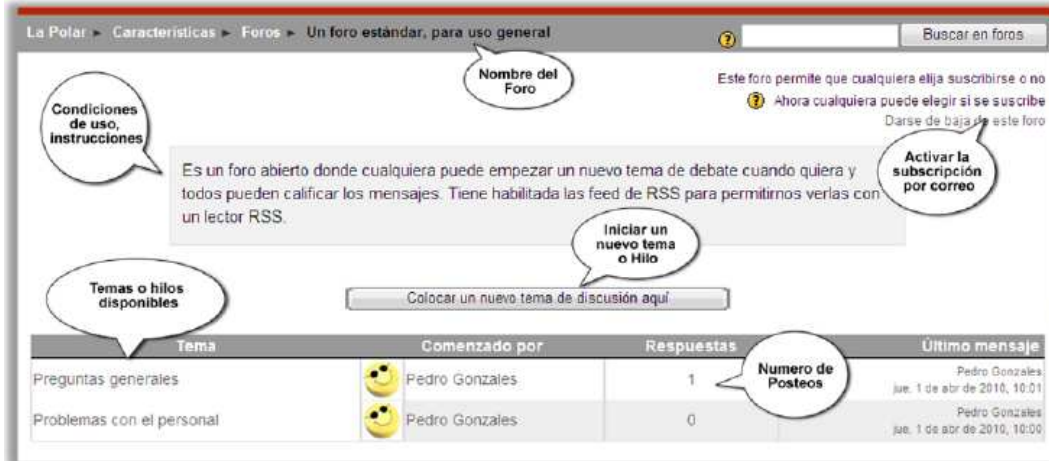 La Polar ► Características ► Foros ► Un foro estándar, para uso general
Buscar en foros
Nombre del
Foro
Este foro permite que cualquiera elija suscribirse o no
Ahora cualquiera puede elegir si se suscribe
Darse de baja de este foro
Condiciones
de uso,
instrucciones
Activar la
subscripción
por correo
Es un foro abierto donde cualquiera puede empezar un nuevo tema de debate cuando quiera y
todos pueden calificar los mensajes. Tiene habilitada las feed de RSS para permitirnos verlas con
un lector RSS.
Iniciar un
nuevo tema
o Hilo
Temas o hilos
disponibles
Colocar un nuevo tema de discusión aquí
Tema Comenzado por Respuestas Último mensaje
Numero de
Posteos
Preguntas generales Pedro Gonzales 1 Pedro Gonzales
jue, 1 de abr de 2010, 10:01
Problemas con el personal Pedro Gonzales 0 Pedro Gonzales
jue, 1 de abr de 2010, 10:00